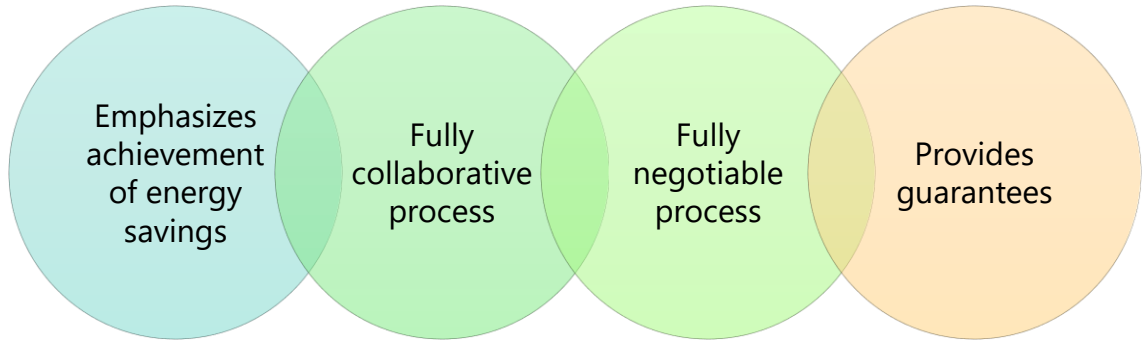 Emphasizes
achievement
of energy
savings
Fully
collaborative
process
Fully
negotiable
process
Provides
guarantees